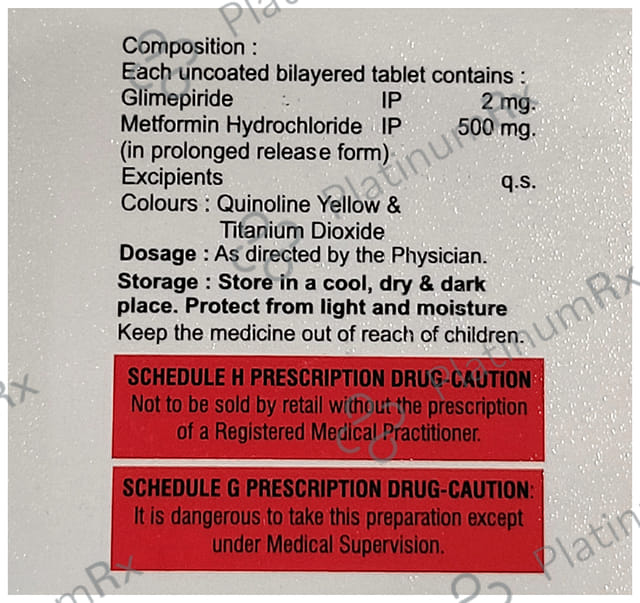 Composition :
Each uncoated bilayered tablet contains :
Glimepiride IP 2 mg.
Metformin Hydrochloride IP 500 mg.
(in prolonged release form)
Excipients q.s.
Colours : Quinoline Yellow &
Titanium Dioxide
Dosage : As directed by the Physician.
Storage : Store in a cool, dry & dark
place. Protect from light and moisture
Keep the medicine out of reach of children.
SCHEDULE H PRESCRIPTION DRUG-CAUTION
Not to be sold by retail without the prescription
of a Registered Medical Practitioner.
SCHEDULE G PRESCRIPTION DRUG-CAUTION:
It is dangerous to take this preparation except
under Medical Supervision.
PlatinumRx